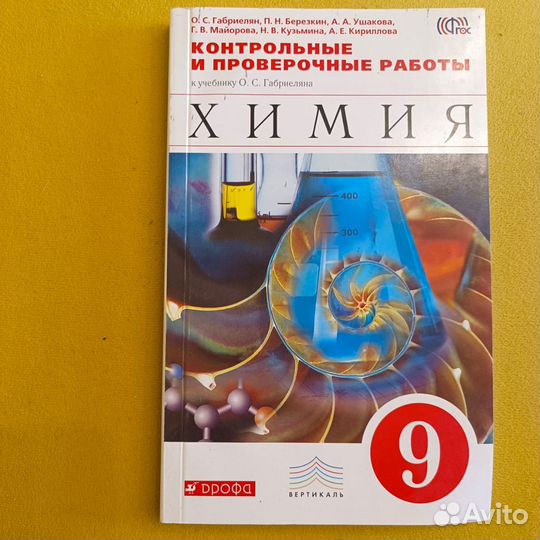 О. С. Габриелян, П. Н. Березкин, А. А. Ушакова,
Г. В. Майорова, Н. В. Кузьмина, А. Е. Кириллова
ФГОС
КОНТРОЛЬНЫЕ
И ПРОВЕРОЧНЫЕ РАБОТЫ
к учебнику О. С. Габриеляна
ХИМИЯ
400
300
9
дрофа
ВЕРТИКАЛЬ
Avito